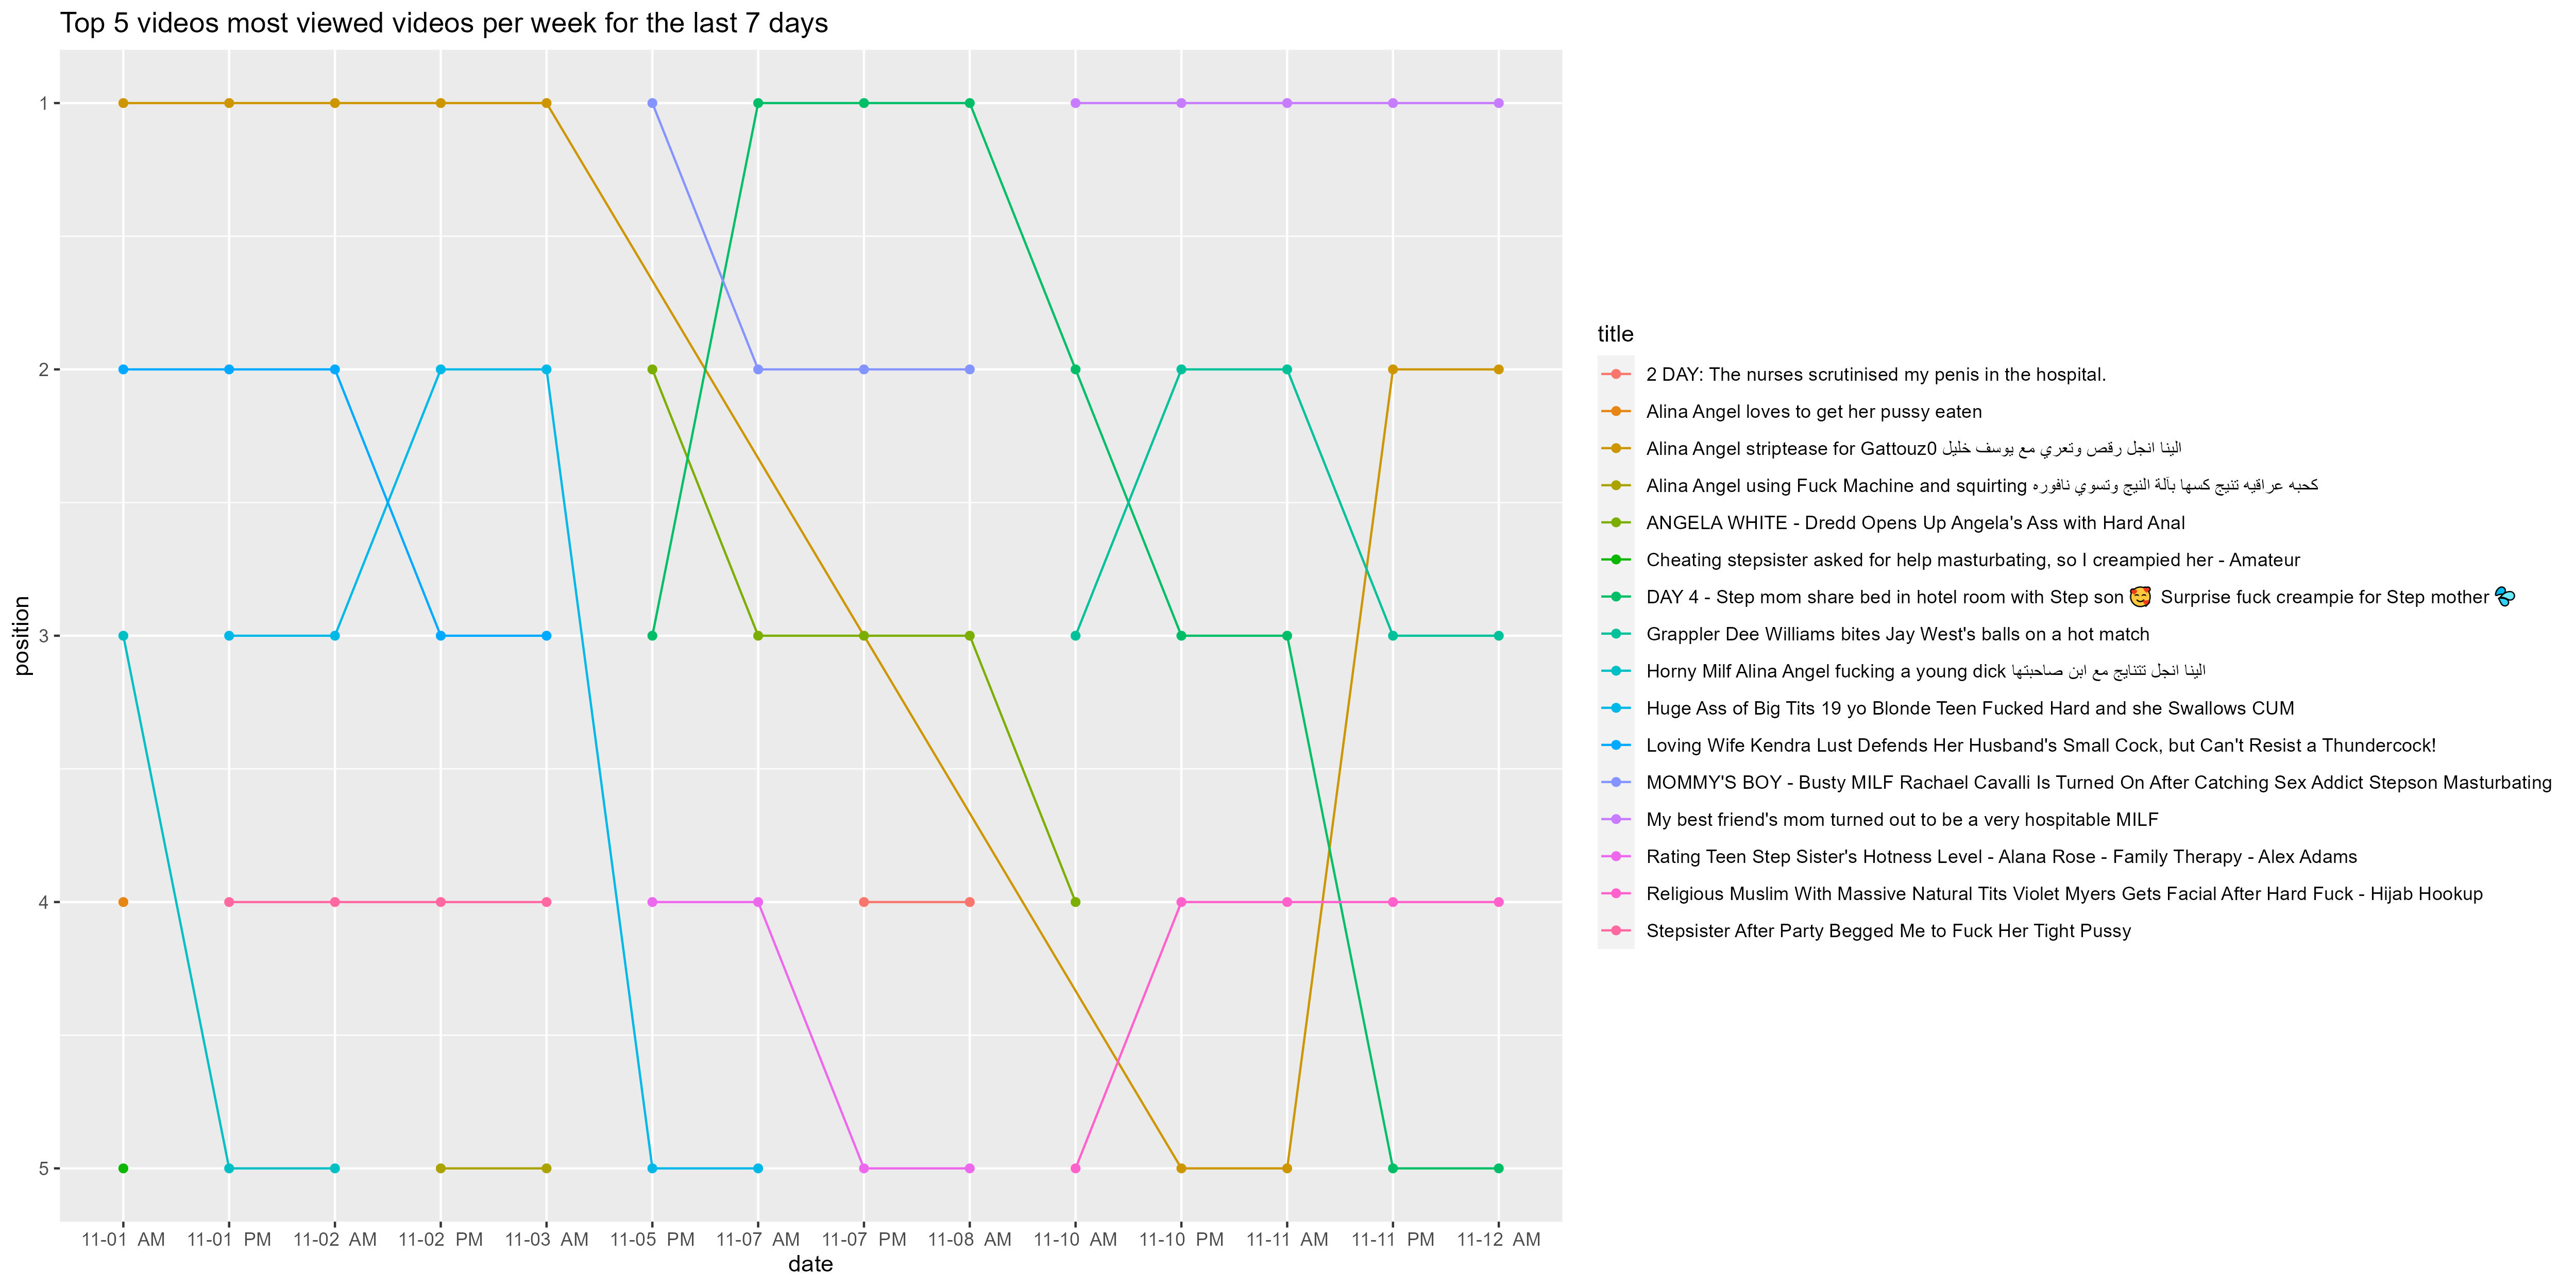 Top 5 videos most viewed videos per week for the last 7 days
position
1
2
3
4
5
11-01 AM
11-01 PM
11-02 AM
11-02 PM
11-03 AM
11-05 PM
11-07 AM
11-07 PM
11-08 AM
11-10 AM
11-10 PM
11-11 AM
11-11 PM
11-12 AM
date
title
2 DAY: The nurses scrutinised my penis in the hospital.
Alina Angel loves to get her pussy eaten
Alina Angel striptease for Gattouz0 الينا انجل رقص وتعري مع يوسف خليل
Alina Angel using Fuck Machine and squirting كحبه عراقيه تنيج كسها بآلة النيج وتسوي نافوره
ANGELA WHITE - Dredd Opens Up Angela's Ass with Hard Anal
Cheating stepsister asked for help masturbating, so I creampied her - Amateur
DAY 4 - Step mom share bed in hotel room with Step son 🥰 Surprise fuck creampie for Step mother 💦
Grappler Dee Williams bites Jay West's balls on a hot match
Horny Milf Alina Angel fucking a young dick الينا انجل تتنايج مع ابن صاحبتها
Huge Ass of Big Tits 19 yo Blonde Teen Fucked Hard and she Swallows CUM
Loving Wife Kendra Lust Defends Her Husband's Small Cock, but Can't Resist a Thundercock!
MOMMY'S BOY - Busty MILF Rachael Cavalli Is Turned On After Catching Sex Addict Stepson Masturbating
My best friend's mom turned out to be a very hospitable MILF
Rating Teen Step Sister's Hotness Level - Alana Rose - Family Therapy - Alex Adams
Religious Muslim With Massive Natural Tits Violet Myers Gets Facial After Hard Fuck - Hijab Hookup
Stepsister After Party Begged Me to Fuck Her Tight Pussy